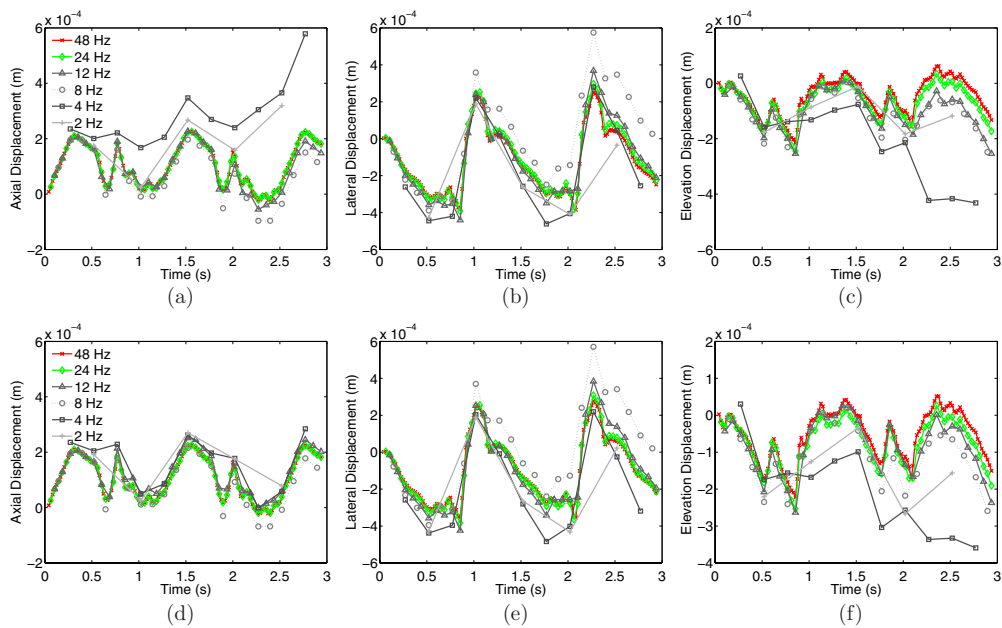 x 10⁻⁴
Axial Displacement (m)
6
4
2
0
−2
48 Hz
24 Hz
12 Hz
8 Hz
4 Hz
2 Hz
0 0.5 1 1.5 2 2.5 3
Time (s)
(a)
x 10⁻⁴
Lateral Displacement (m)
6
4
2
0
−2
−4
−6
0 0.5 1 1.5 2 2.5 3
Time (s)
(b)
x 10⁻⁴
Elevation Displacement (m)
2
0
−2
−4
−6
0 0.5 1 1.5 2 2.5 3
Time (s)
(c)
x 10⁻⁴
Axial Displacement (m)
6
4
2
0
−2
48 Hz
24 Hz
12 Hz
8 Hz
4 Hz
2 Hz
0 0.5 1 1.5 2 2.5 3
Time (s)
(d)
x 10⁻⁴
Lateral Displacement (m)
6
4
2
0
−2
−4
−6
0 0.5 1 1.5 2 2.5 3
Time (s)
(e)
x 10⁻⁴
Elevation Displacement (m)
2
1
0
−1
−2
−3
−4
0 0.5 1 1.5 2 2.5 3
Time (s)
(f)